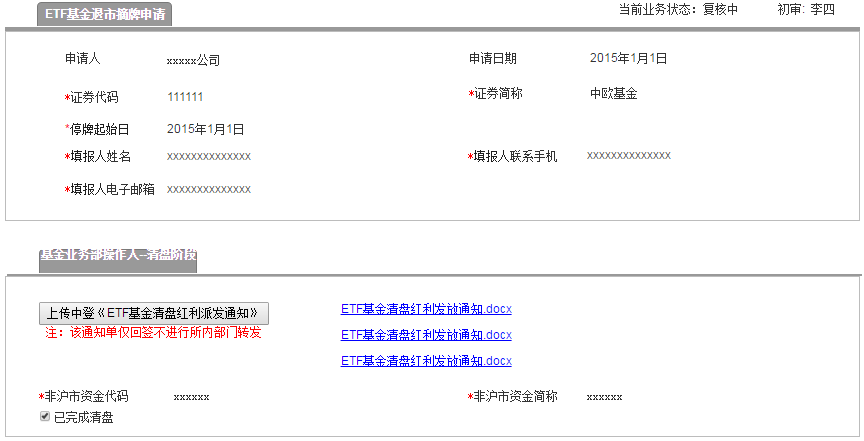 ETF基金退市摘牌申请
当前业务状态：复核中 初审: 李四
申请人 xxxxx公司 申请日期 2015年1月1日
*证券代码 111111 *证券简称 中欧基金
*停牌起始日 2015年1月1日
*填报人姓名 xxxxxxxxxxxxxx *填报人联系手机 xxxxxxxxxxxxxx
*填报人电子邮箱 xxxxxxxxxxxxxx
基金业务部操作人--清盘阶段
上传中登《ETF基金清盘红利派发通知》 ETF基金清盘红利发放通知.docx
注：该通知单仅回签不进行所内部门转发
ETF基金清盘红利发放通知.docx
ETF基金清盘红利发放通知.docx
*非沪市资金代码 xxxxxx *非沪市资金简称 xxxxxx
已完成清盘